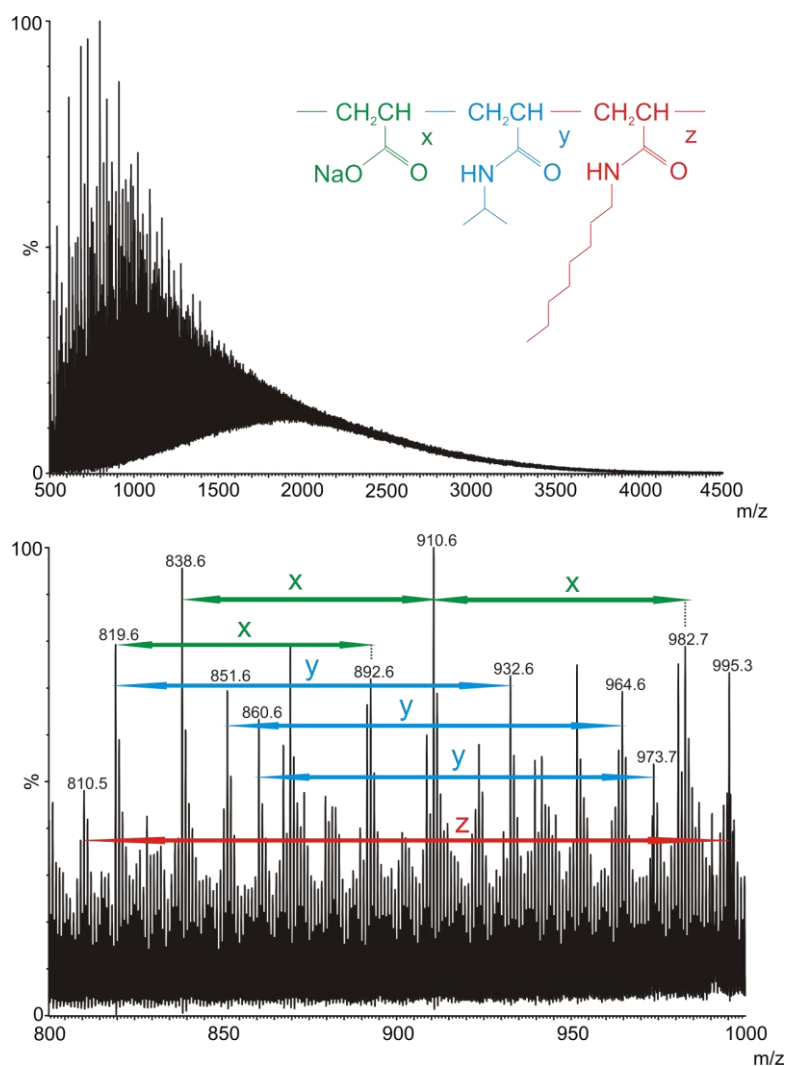 100
CH₂CH
CH₂CH
CH₂CH
x
y
z
NaO
O
HN
O
HN
O
%
0
500 1000 1500 2000 2500 3000 3500 4000 4500
m/z
100
910.6
838.6
x
x
819.6
x
982.7
851.6
y
892.6
932.6
995.3
860.6
y
964.6
y
973.7
810.5
%
z
0
800 850 900 950 1000
m/z